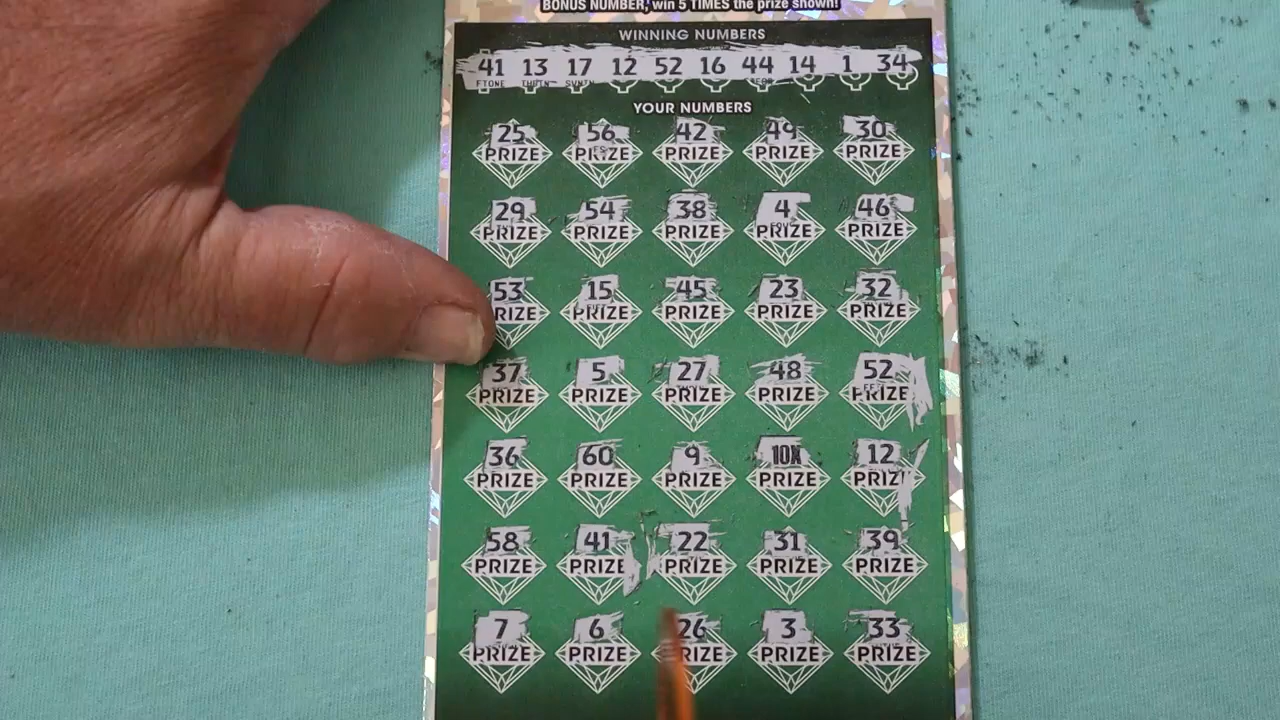 BONUS NUMBER, win 5 TIMES the prize shown!
WINNING NUMBERS
41 13 17 12 52 16 44 14 1 34
YOUR NUMBERS
25 56 42 49 30
PRIZE PRIZE PRIZE PRIZE PRIZE
29 54 38 4 46
PRIZE PRIZE PRIZE PRIZE PRIZE
53 15 45 23 32
RIZE PRIZE PRIZE PRIZE PRIZE
37 5 27 48 52
PRIZE PRIZE PRIZE PRIZE PRIZE
36 60 9 10X 12
PRIZE PRIZE PRIZE PRIZE PRIZE
58 41 22 31 39
PRIZE PRIZE PRIZE PRIZE PRIZE
7 6 26 3 33
PRIZE PRIZE PRIZE PRIZE PRIZE